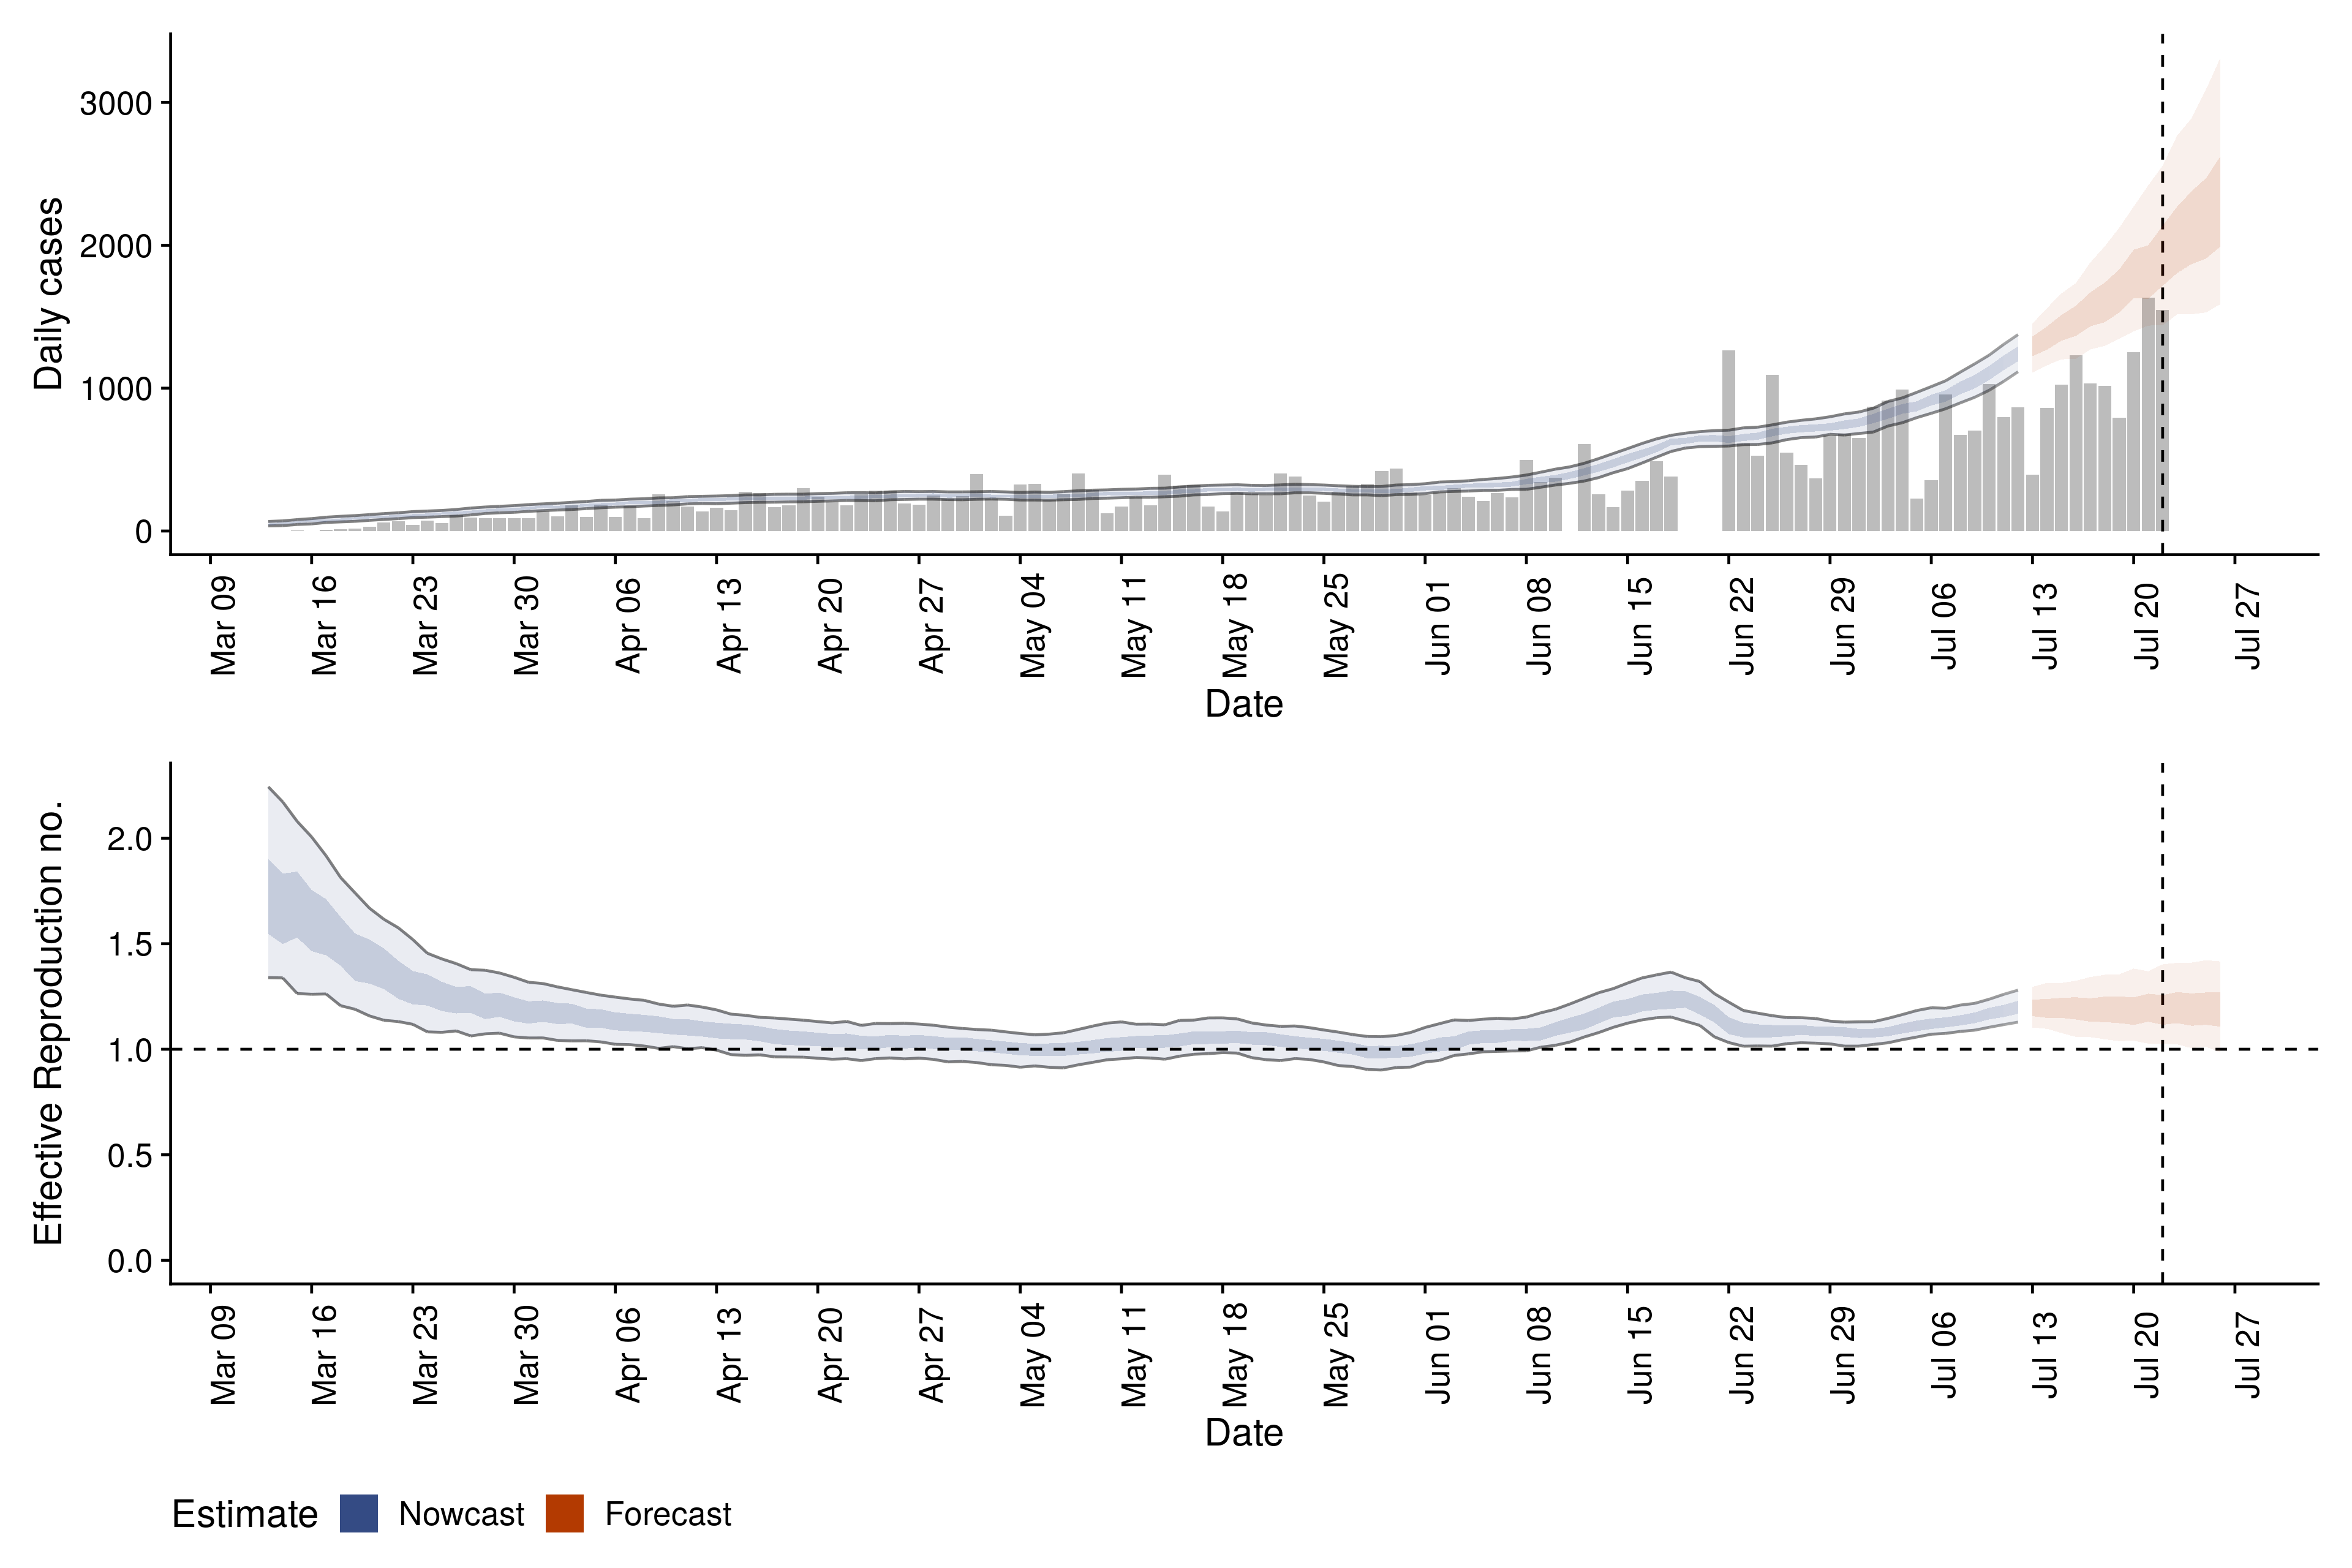 Daily cases
3000
2000
1000
0
Mar 09 Mar 16 Mar 23 Mar 30 Apr 06 Apr 13 Apr 20 Apr 27 May 04 May 11 May 18 May 25 Jun 01 Jun 08 Jun 15 Jun 22 Jun 29 Jul 06 Jul 13 Jul 20 Jul 27
Date
Effective Reproduction no.
2.0
1.5
1.0
0.5
0.0
Mar 09 Mar 16 Mar 23 Mar 30 Apr 06 Apr 13 Apr 20 Apr 27 May 04 May 11 May 18 May 25 Jun 01 Jun 08 Jun 15 Jun 22 Jun 29 Jul 06 Jul 13 Jul 20 Jul 27
Date
Estimate Nowcast Forecast